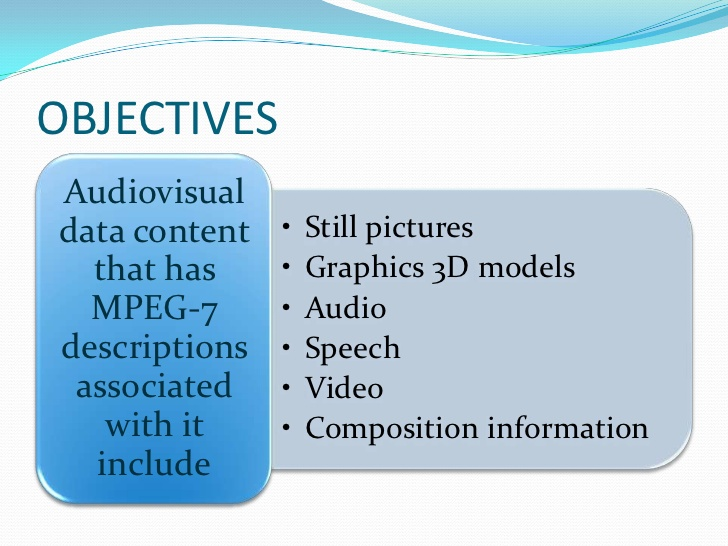 OBJECTIVES
Audiovisual
data content
that has
MPEG-7
descriptions
associated
with it
include
• Still pictures
• Graphics 3D models
• Audio
• Speech
• Video
• Composition information